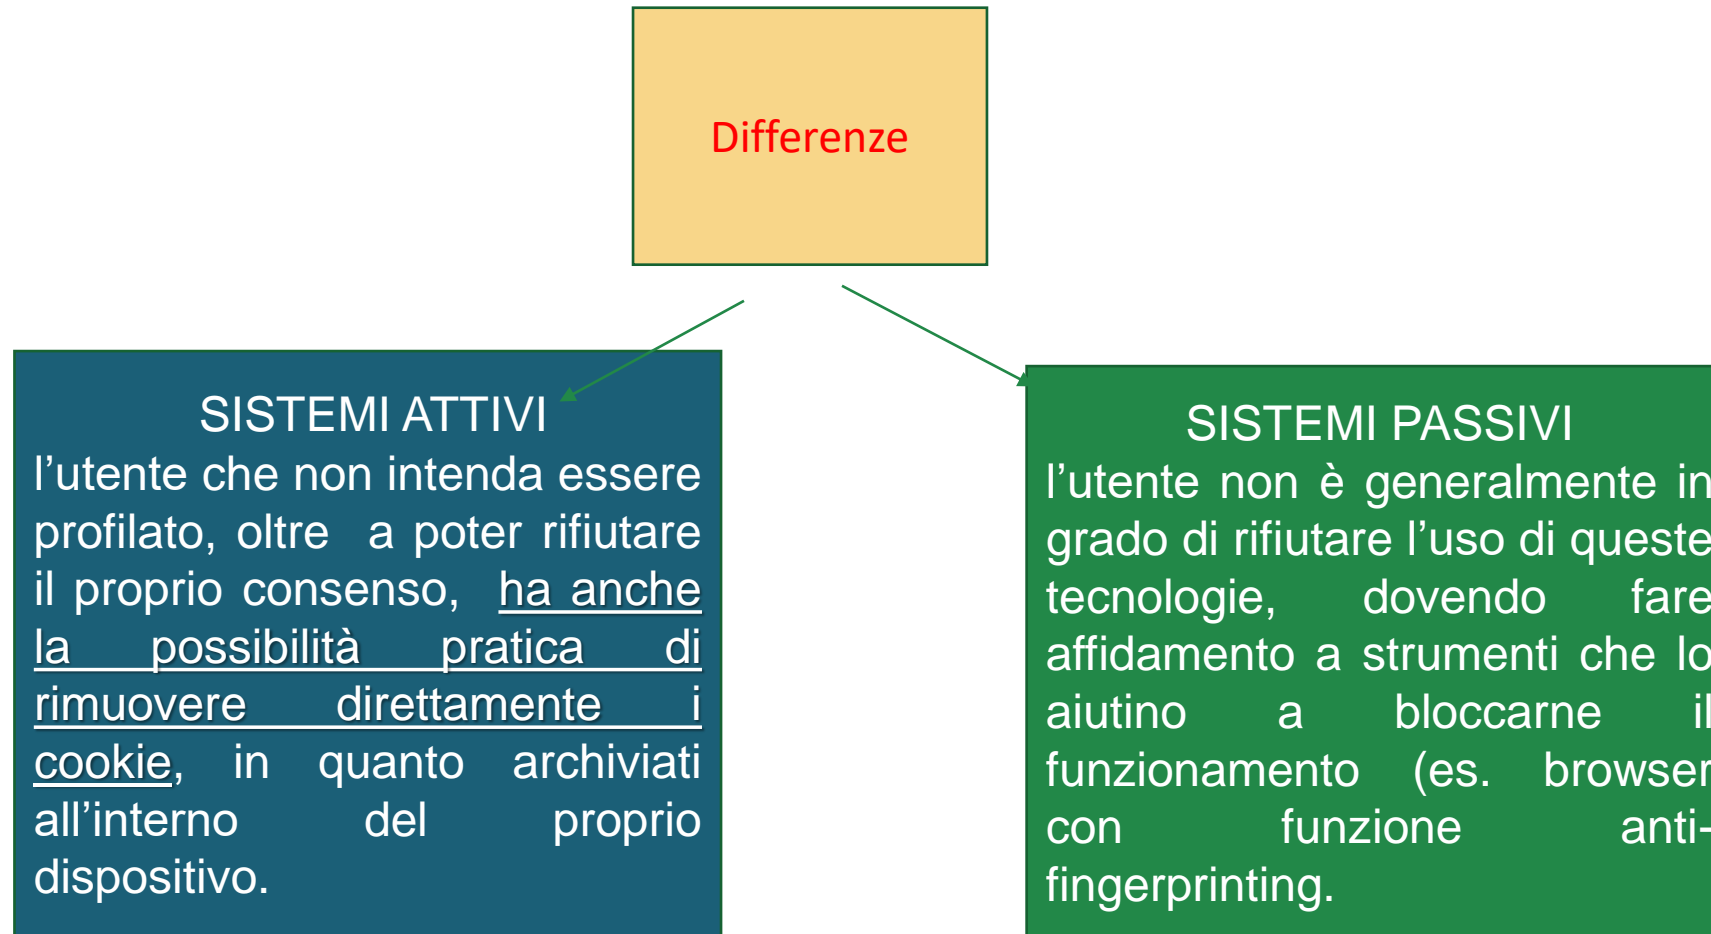 Differenze
SISTEMI ATTIVI
l’utente che non intenda essere
profilato, oltre a poter rifiutare
il proprio consenso, ha anche
la possibilità pratica di
rimuovere direttamente i
cookie, in quanto archiviati
all’interno del proprio
dispositivo.
SISTEMI PASSIVI
l’utente non è generalmente in
grado di rifiutare l’uso di queste
tecnologie, dovendo fare
affidamento a strumenti che lo
aiutino a bloccarne il
funzionamento (es. browser
con funzione anti-
fingerprinting.